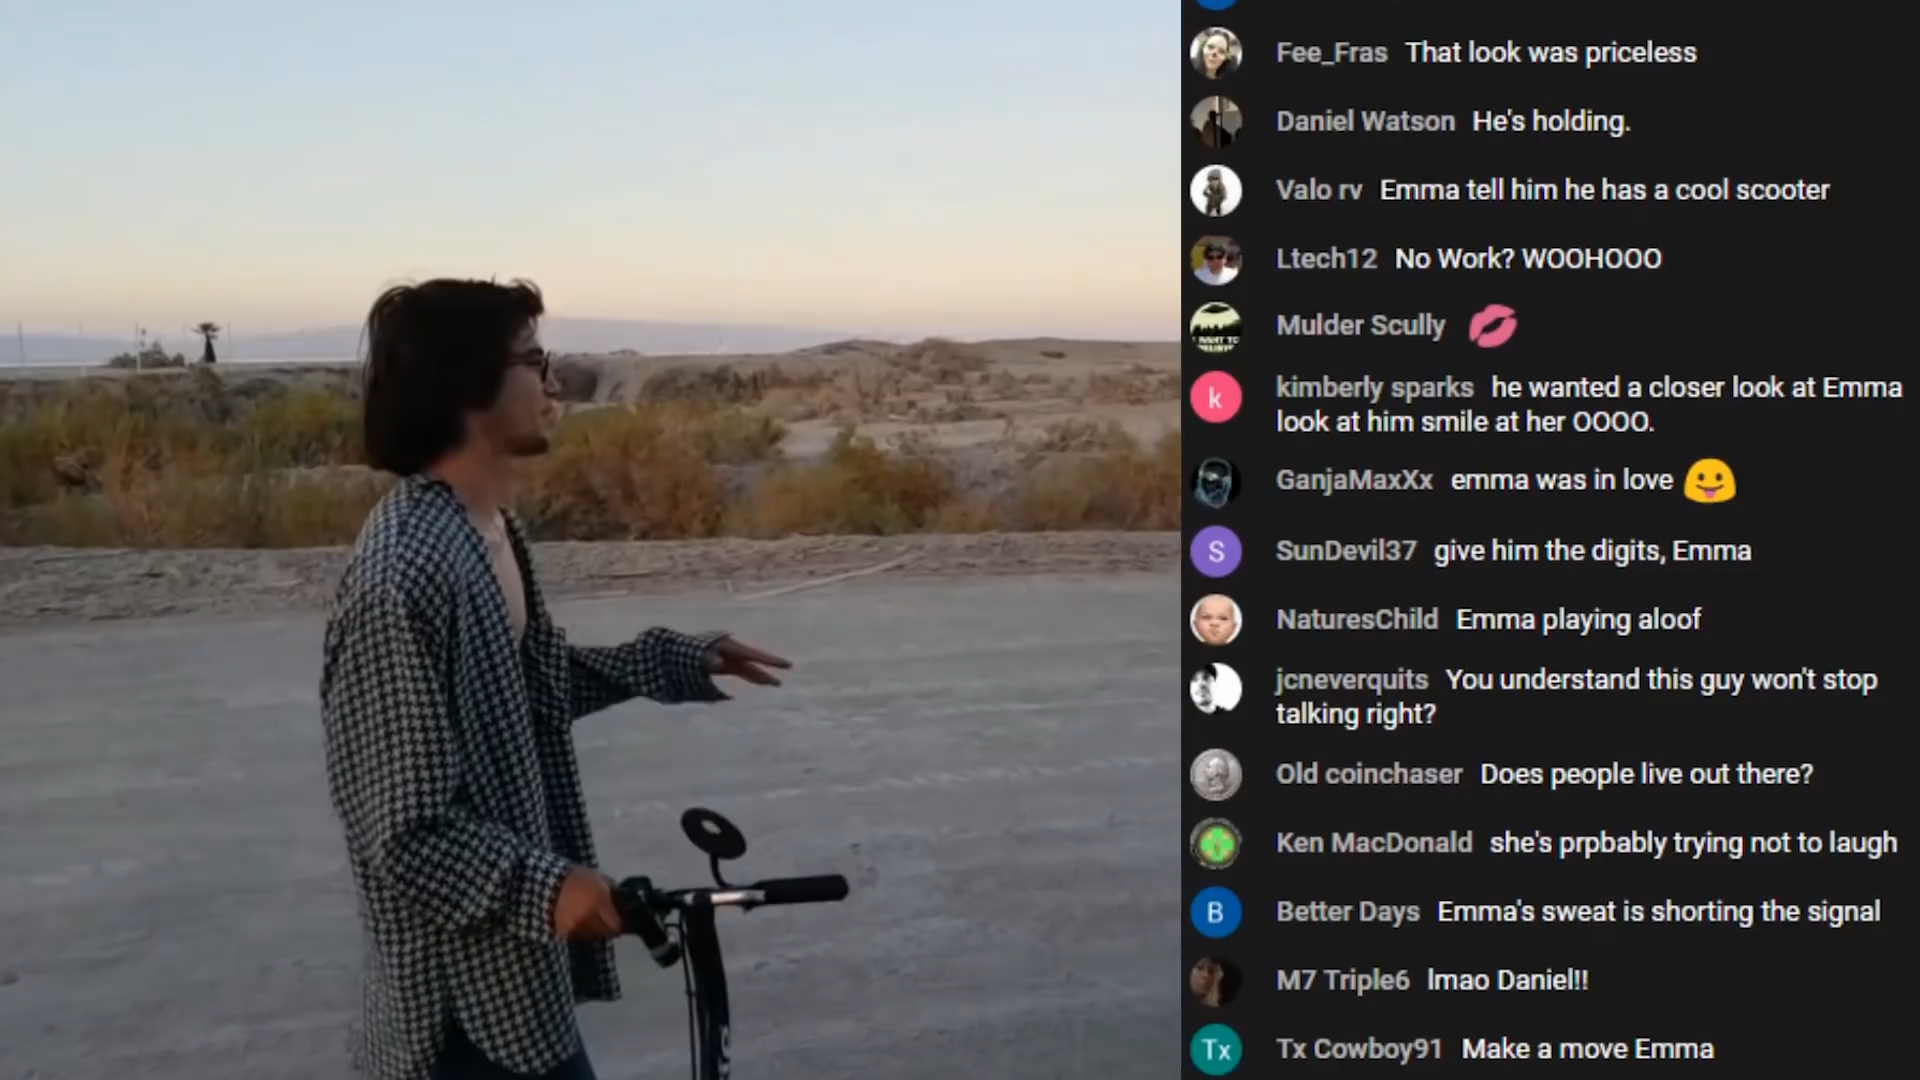 Fee_Fras That look was priceless
Daniel Watson He's holding.
Valo rv Emma tell him he has a cool scooter
Ltech12 No Work? WOOHOOO
Mulder Scully
kimberly sparks he wanted a closer look at Emma
look at him smile at her OOOO.
GanjaMaxXx emma was in love
SunDevil37 give him the digits, Emma
NaturesChild Emma playing aloof
jcneverquits You understand this guy won't stop
talking right?
Old coinchaser Does people live out there?
Ken MacDonald she's prpbably trying not to laugh
Better Days Emma's sweat is shorting the signal
M7 Triple6 lmao Daniel!!
Tx Cowboy91 Make a move Emma
k
S
B
Tx